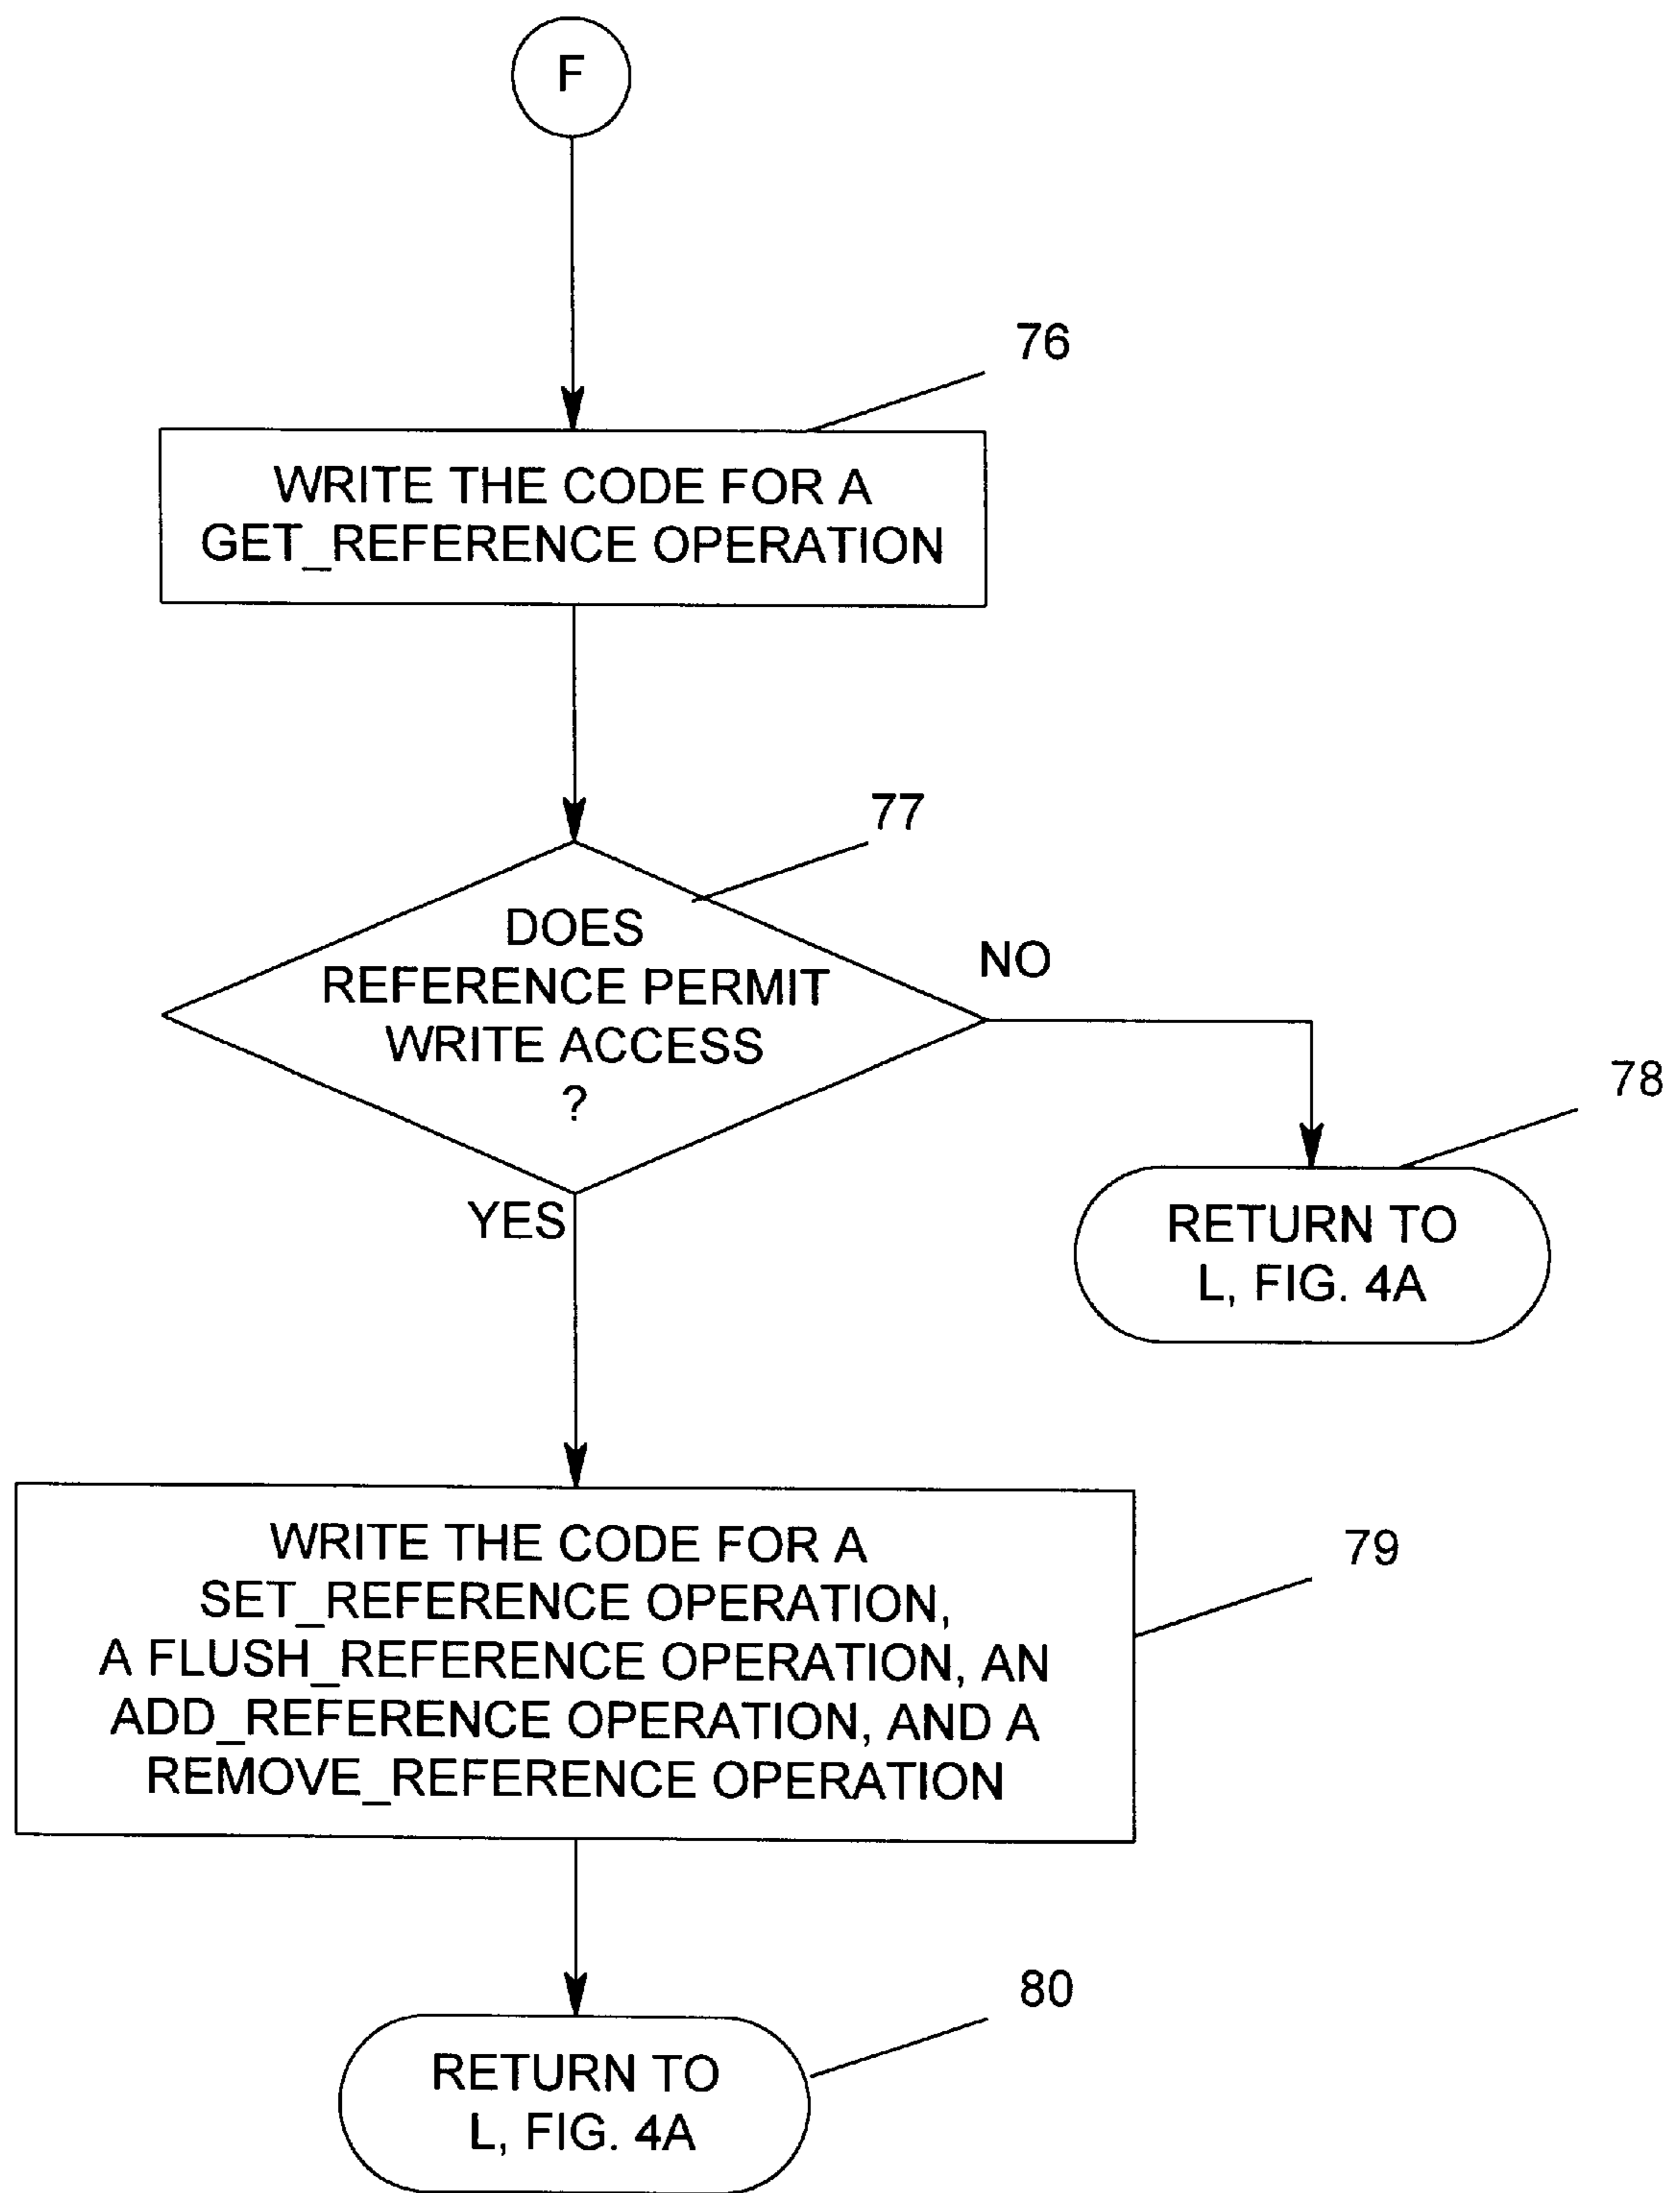 F
76
WRITE THE CODE FOR A
GET_REFERENCE OPERATION
77
DOES
REFERENCE PERMIT
WRITE ACCESS
?
NO
78
RETURN TO
L, FIG. 4A
YES
79
WRITE THE CODE FOR A
SET_REFERENCE OPERATION,
A FLUSH_REFERENCE OPERATION, AN
ADD_REFERENCE OPERATION, AND A
REMOVE_REFERENCE OPERATION
80
RETURN TO
L, FIG. 4A